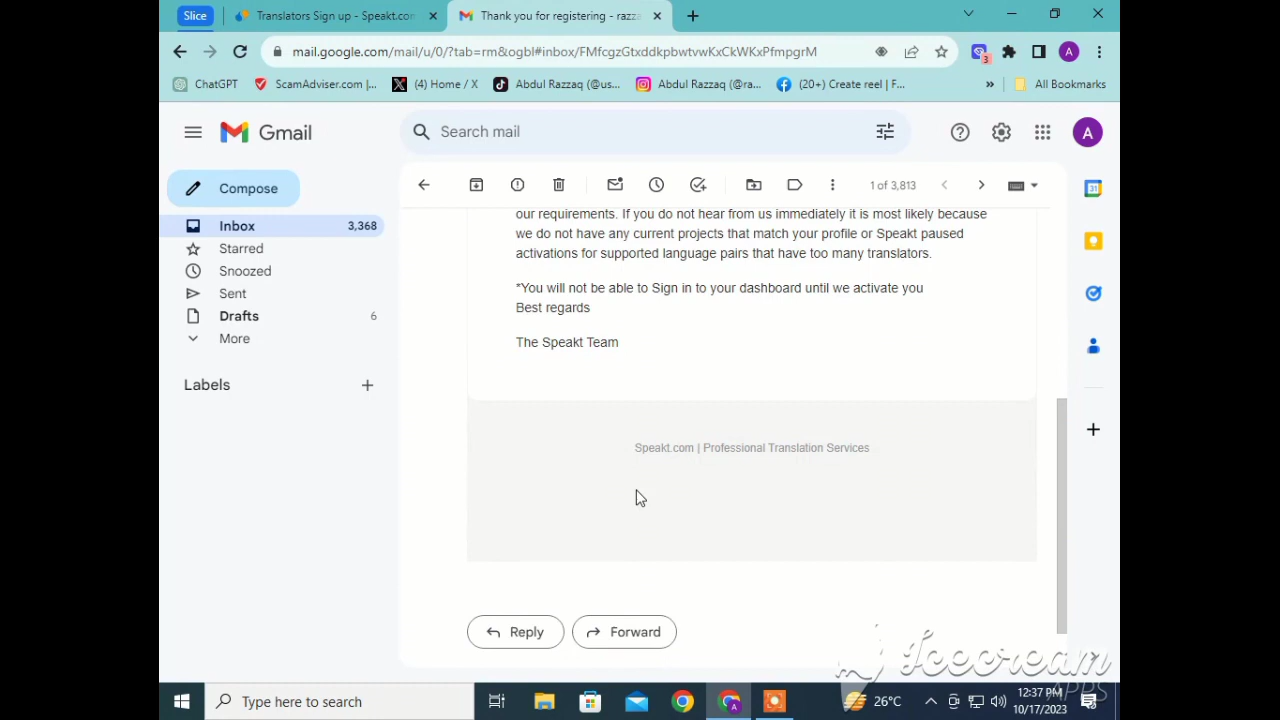 Slice
Translators Sign up - Speakt.con
Thank you for registering - razza
mail.google.com/mail/u/0/?tab=rm&ogbl#inbox/FMfcgzGtxddkpbwtvwKxCkWKxPfmpgrM
3
A
ChatGPT
ScamAdviser.com |...
(4) Home / X
Abdul Razzaq (@us...
Abdul Razzaq (@ra...
(20+) Create reel | F...
»
All Bookmarks
Gmail
Search mail
A
Compose
1 of 3,813
Inbox
3,368
Starred
Snoozed
Sent
Drafts
6
More
Labels
our requirements. If you do not hear from us immediately it is most likely because
we do not have any current projects that match your profile or Speakt paused
activations for supported language pairs that have too many translators.
*You will not be able to Sign in to your dashboard until we activate you
Best regards
The Speakt Team
Speakt.com | Professional Translation Services
Reply
Forward
Icecream
APPS
Type here to search
26°C
12:37 PM
10/17/2023